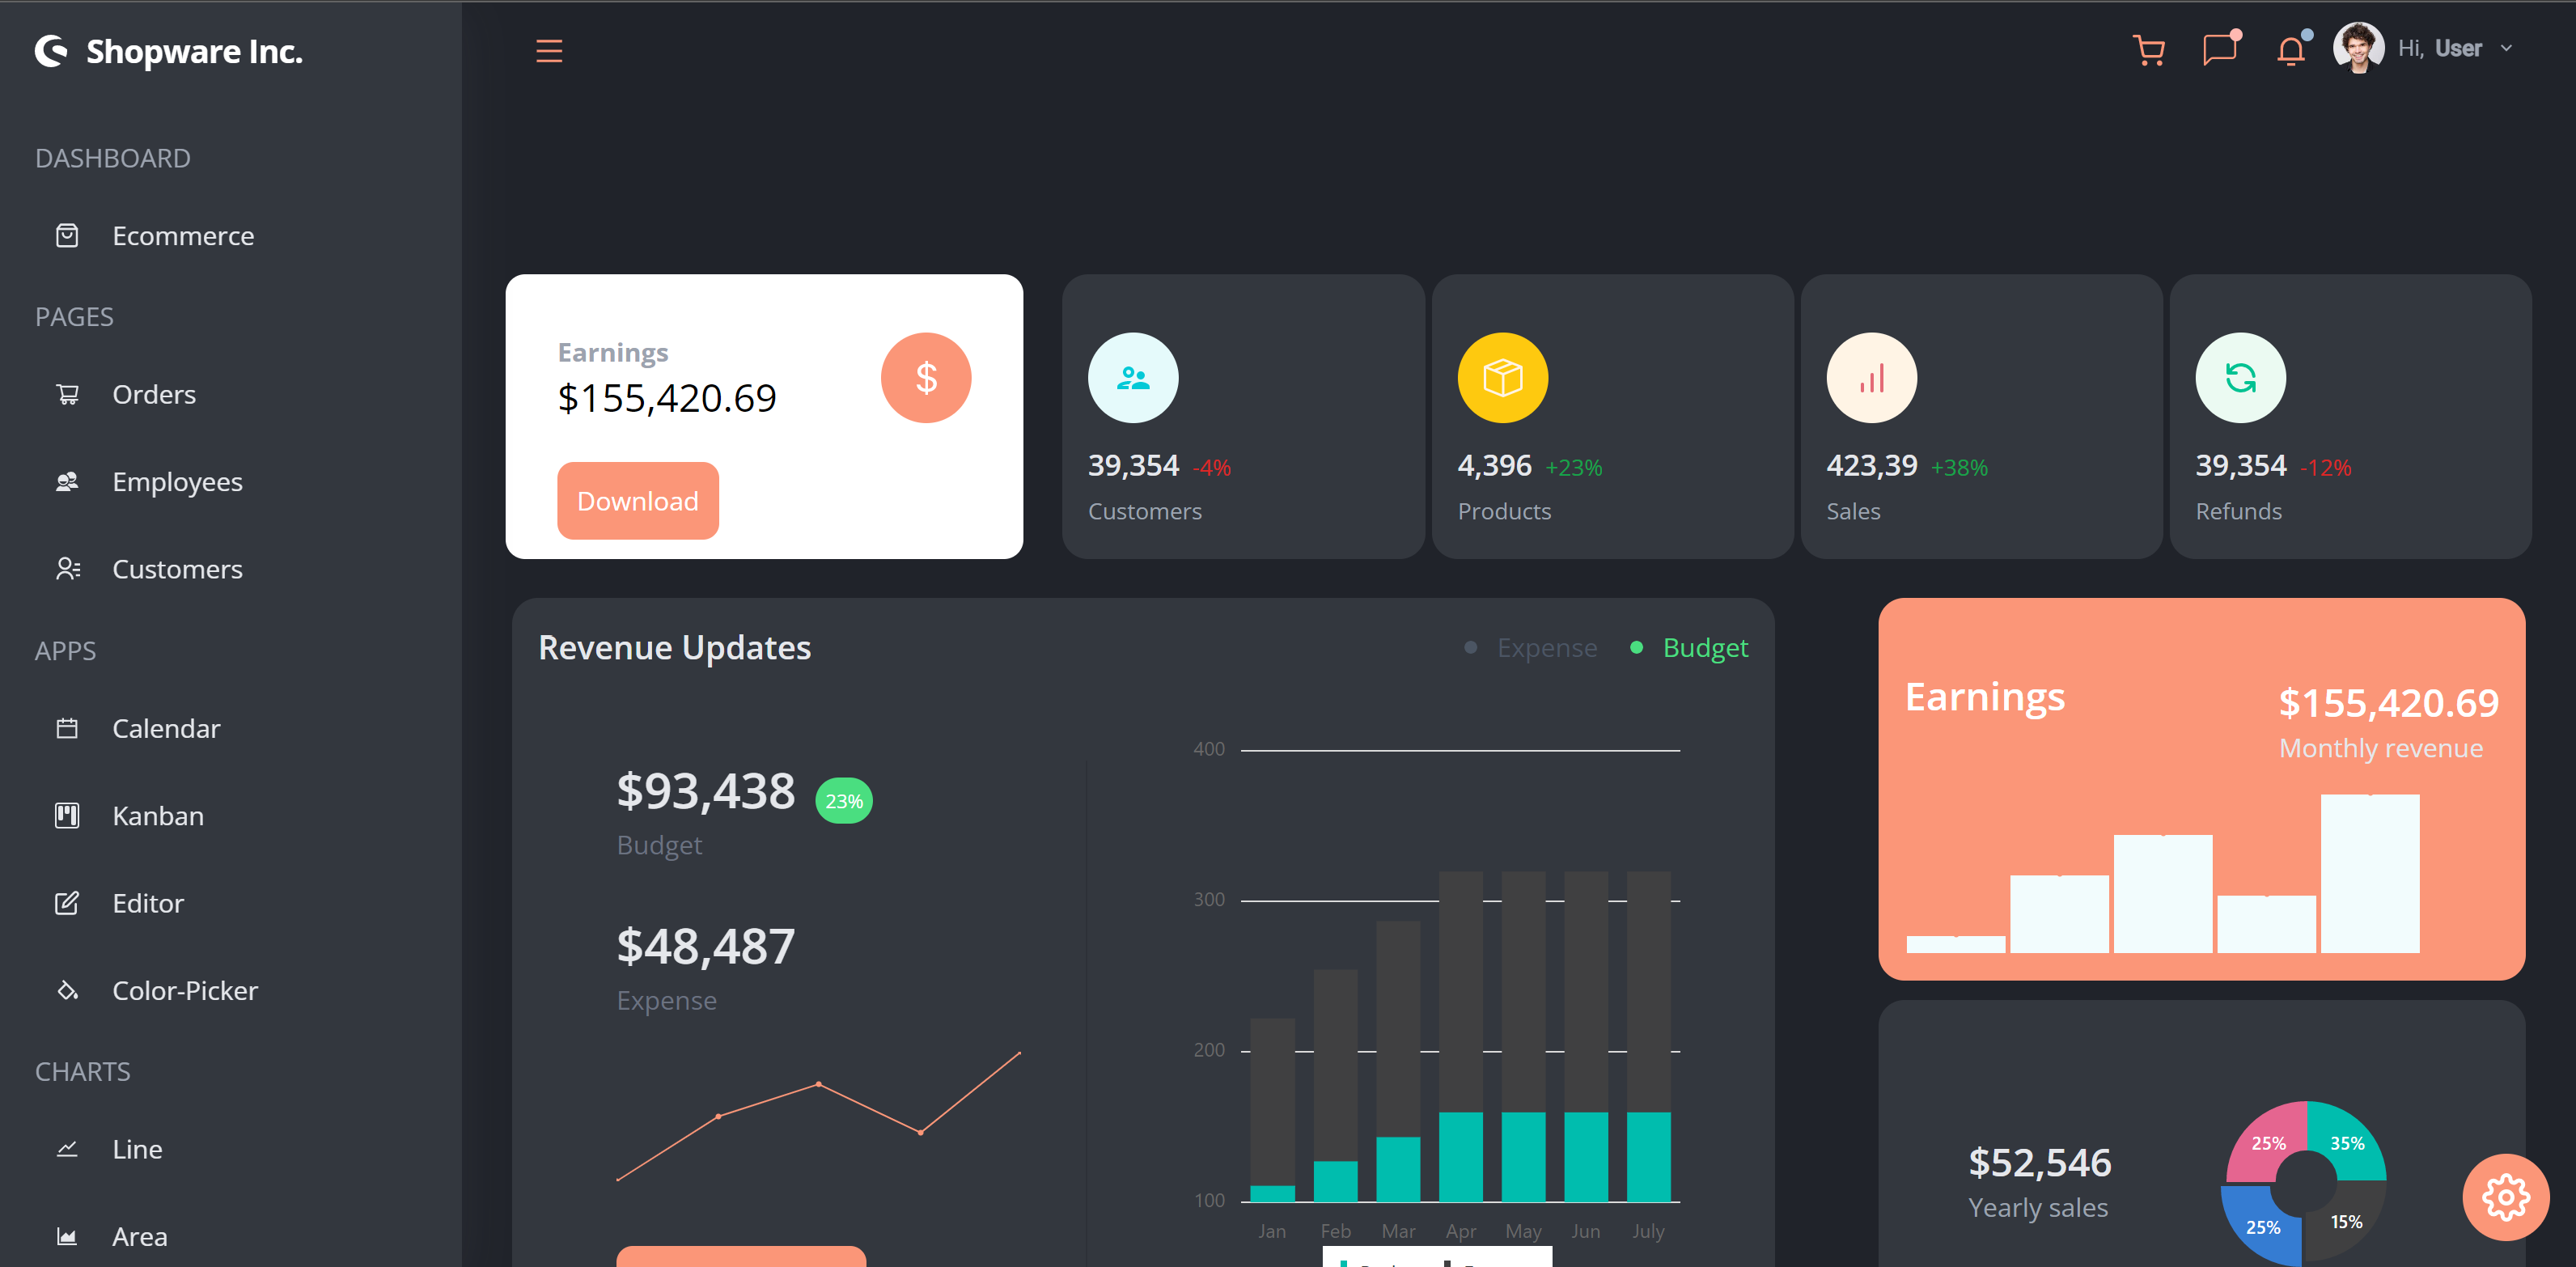 Shopware Inc.
Hi, User
DASHBOARD
Ecommerce
PAGES
Orders
Employees
Customers
APPS
Calendar
Kanban
Editor
Color-Picker
CHARTS
Line
Area
Earnings
$155,420.69
$
Download
39,354 -4%
Customers
4,396 +23%
Products
423,39 +38%
Sales
39,354 -12%
Refunds
Revenue Updates
Expense
Budget
$93,438 23%
Budget
$48,487
Expense
400
300
200
100
Jan Feb Mar Apr May Jun July
Earnings
$155,420.69
Monthly revenue
$52,546
Yearly sales
25% 35%
25% 15%